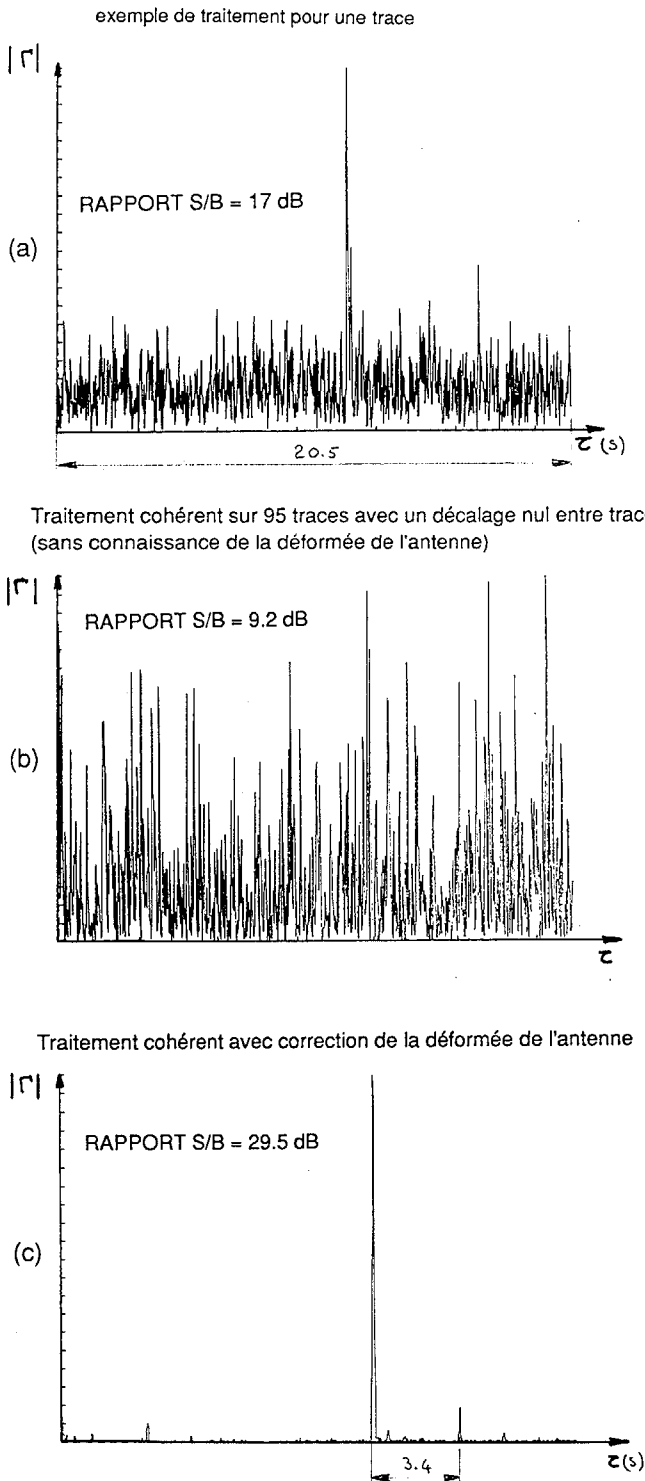 exemple de traitement pour une trace
|Γ|
RAPPORT S/B = 17 dB
(a)
τ (s)
20.5
Traitement cohérent sur 95 traces avec un décalage nul entre trac
(sans connaissance de la déformée de l'antenne)
|Γ|
RAPPORT S/B = 9.2 dB
(b)
τ
Traitement cohérent avec correction de la déformée de l'antenne
|Γ|
RAPPORT S/B = 29.5 dB
(c)
τ (s)
3.4